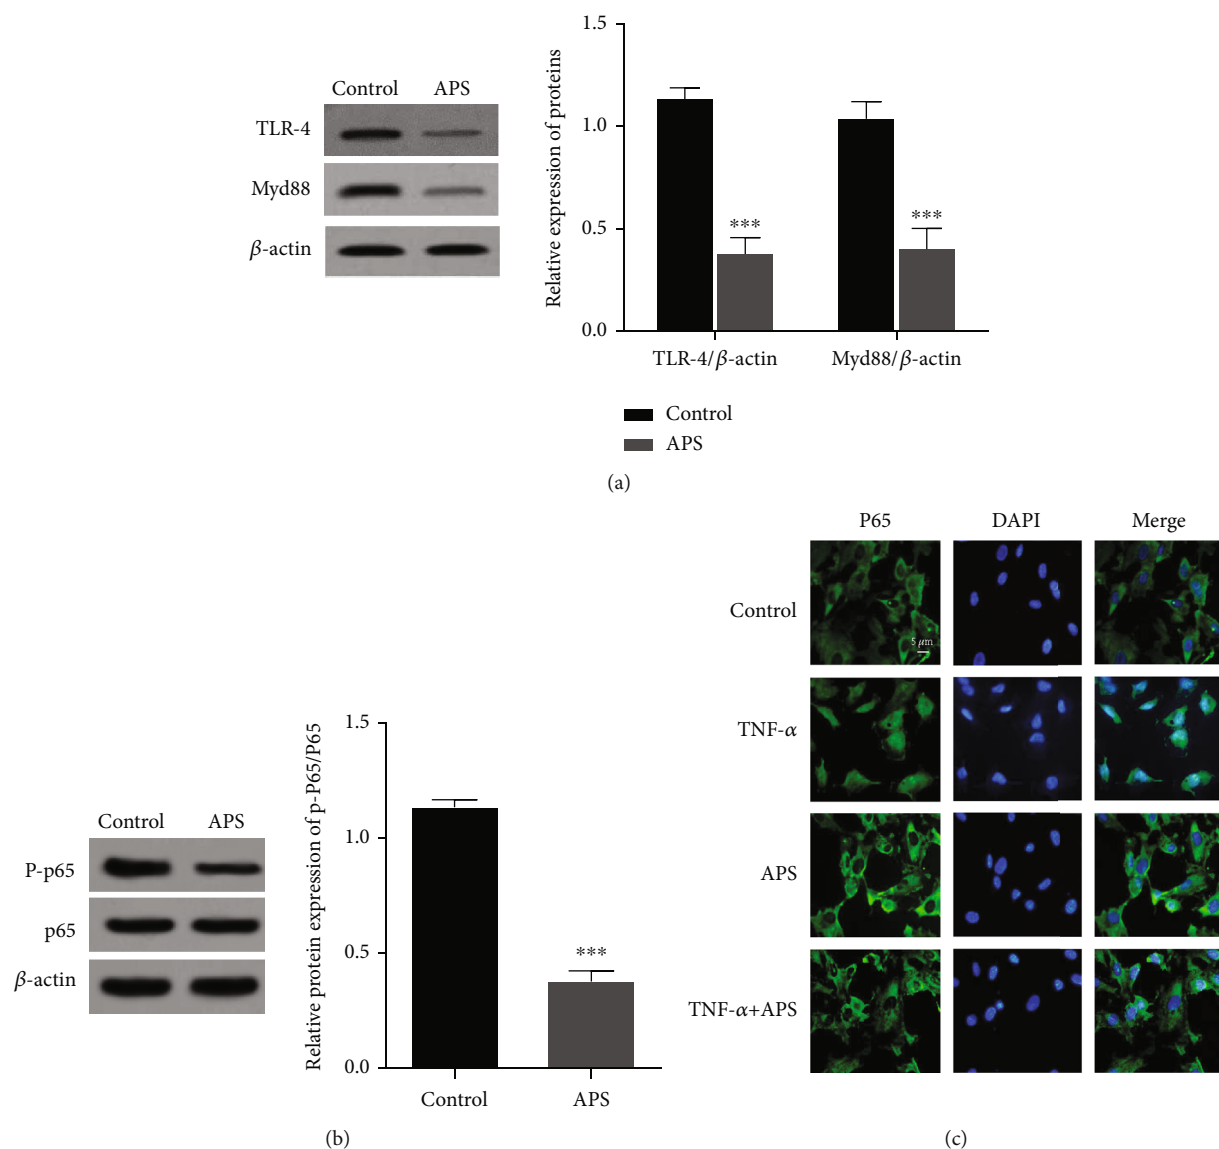 Control APS
TLR-4
Myd88
β-actin
Relative expression of proteins
1.5
1.0
0.5
0.0
***
***
TLR-4/β-actin Myd88/β-actin
Control
APS
(a)
Control APS
P-p65
p65
β-actin
Relative protein expression of p-P65/P65
1.5
1.0
0.5
0.0
***
Control APS
(b)
P65 DAPI Merge
Control
5 μm
TNF-α
APS
TNF-α+APS
(c)